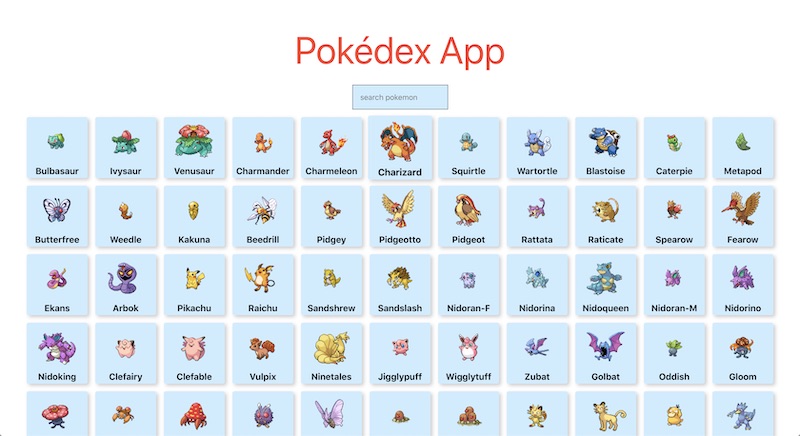 Pokédex App
search pokemon
Bulbasaur Ivysaur Venusaur Charmander Charmeleon Charizard Squirtle Wartortle Blastoise Caterpie Metapod
Butterfree Weedle Kakuna Beedrill Pidgey Pidgeotto Pidgeot Rattata Raticate Spearow Fearow
Ekans Arbok Pikachu Raichu Sandshrew Sandslash Nidoran-F Nidorina Nidoqueen Nidoran-M Nidorino
Nidoking Clefairy Clefable Vulpix Ninetales Jigglypuff Wigglytuff Zubat Golbat Oddish Gloom